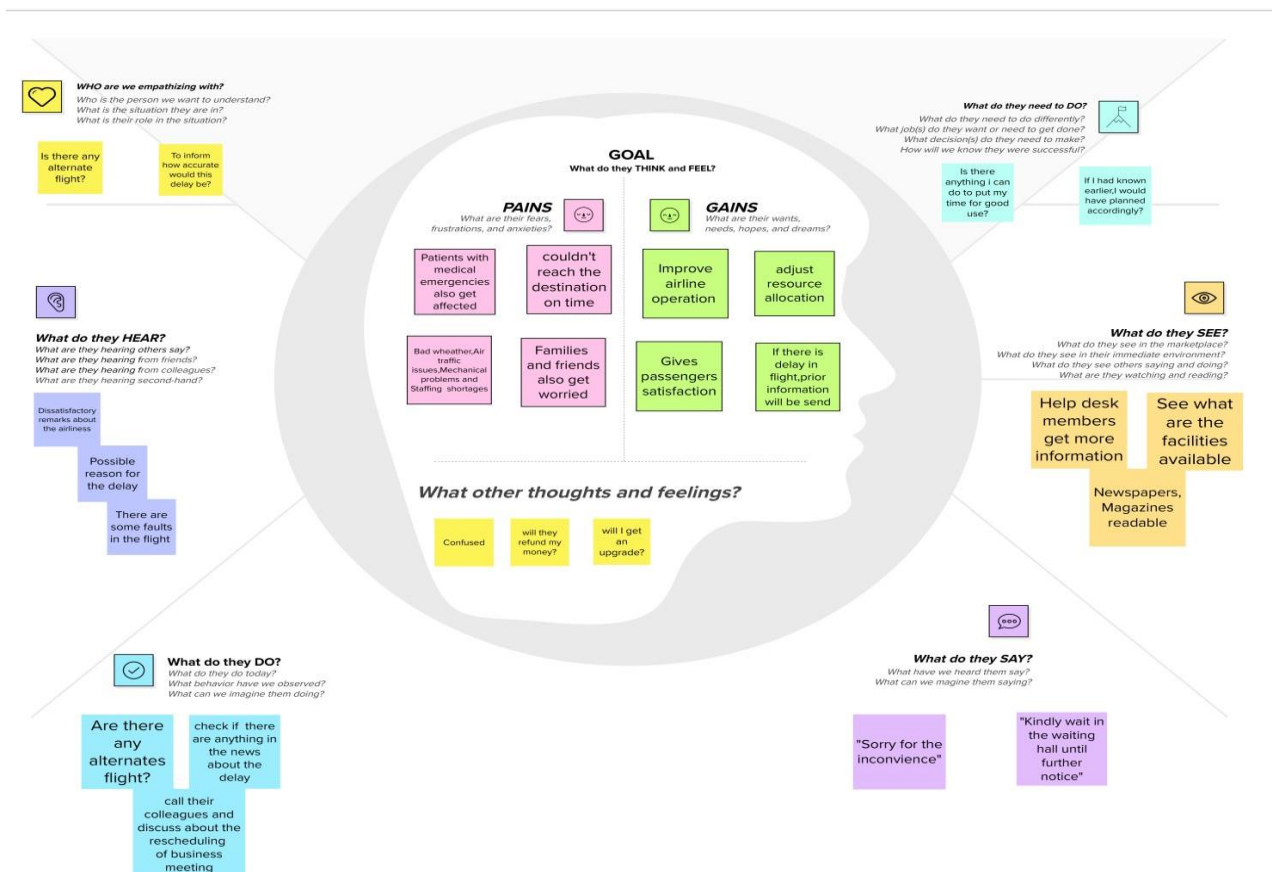 WHO are we empathizing with?
Who is the person we want to understand?
What is the situation they are in?
What is their role in the situation?
Is there any
alternate
flight?
To inform
how accurate
would this
delay be?
What do they need to DO?
What do they need to do differently?
What job(s) do they want or need to get done?
What decision(s) do they need to make?
How will we know they were successful?
Is there
anything i can
do to put my
time for good
use?
If I had known
earlier,I would
have planned
accordingly?
GOAL
What do they THINK and FEEL?
PAINS
What are their fears,
frustrations, and anxieties?
Patients with
medical
emergencies
also get
affected
couldn't
reach the
destination
on time
Bad wheather,Air
traffic
issues,Mechanical
problems and
Staffing shortages
Families
and friends
also get
worried
GAINS
What are their wants,
needs, hopes, and dreams?
Improve
airline
operation
adjust
resource
allocation
Gives
passengers
satisfaction
If there is
delay in
flight,prior
information
will be send
What other thoughts and feelings?
Confused
will they
refund my
money?
will I get
an
upgrade?
What do they HEAR?
What are they hearing others say?
What are they hearing from friends?
What are they hearing from colleagues?
What are they hearing second-hand?
Dissatisfactory
remarks about
the airliness
Possible
reason for
the delay
There are
some faults
in the flight
What do they SEE?
What do they see in the marketplace?
What do they see in their immediate environment?
What do they see others saying and doing?
What are they watching and reading?
Help desk
members
get more
information
See what
are the
facilities
available
Newspapers,
Magazines
readable
What do they DO?
What do they do today?
What behavior have we observed?
What can we imagine them doing?
Are there
any
alternates
flight?
check if there
are anything in
the news
about the
delay
call their
colleagues and
discuss about the
rescheduling
of business
meeting
What do they SAY?
What have we heard them say?
What can we magine them saying?
"Sorry for the
inconvience"
"Kindly wait in
the waiting
hall until
further
notice"